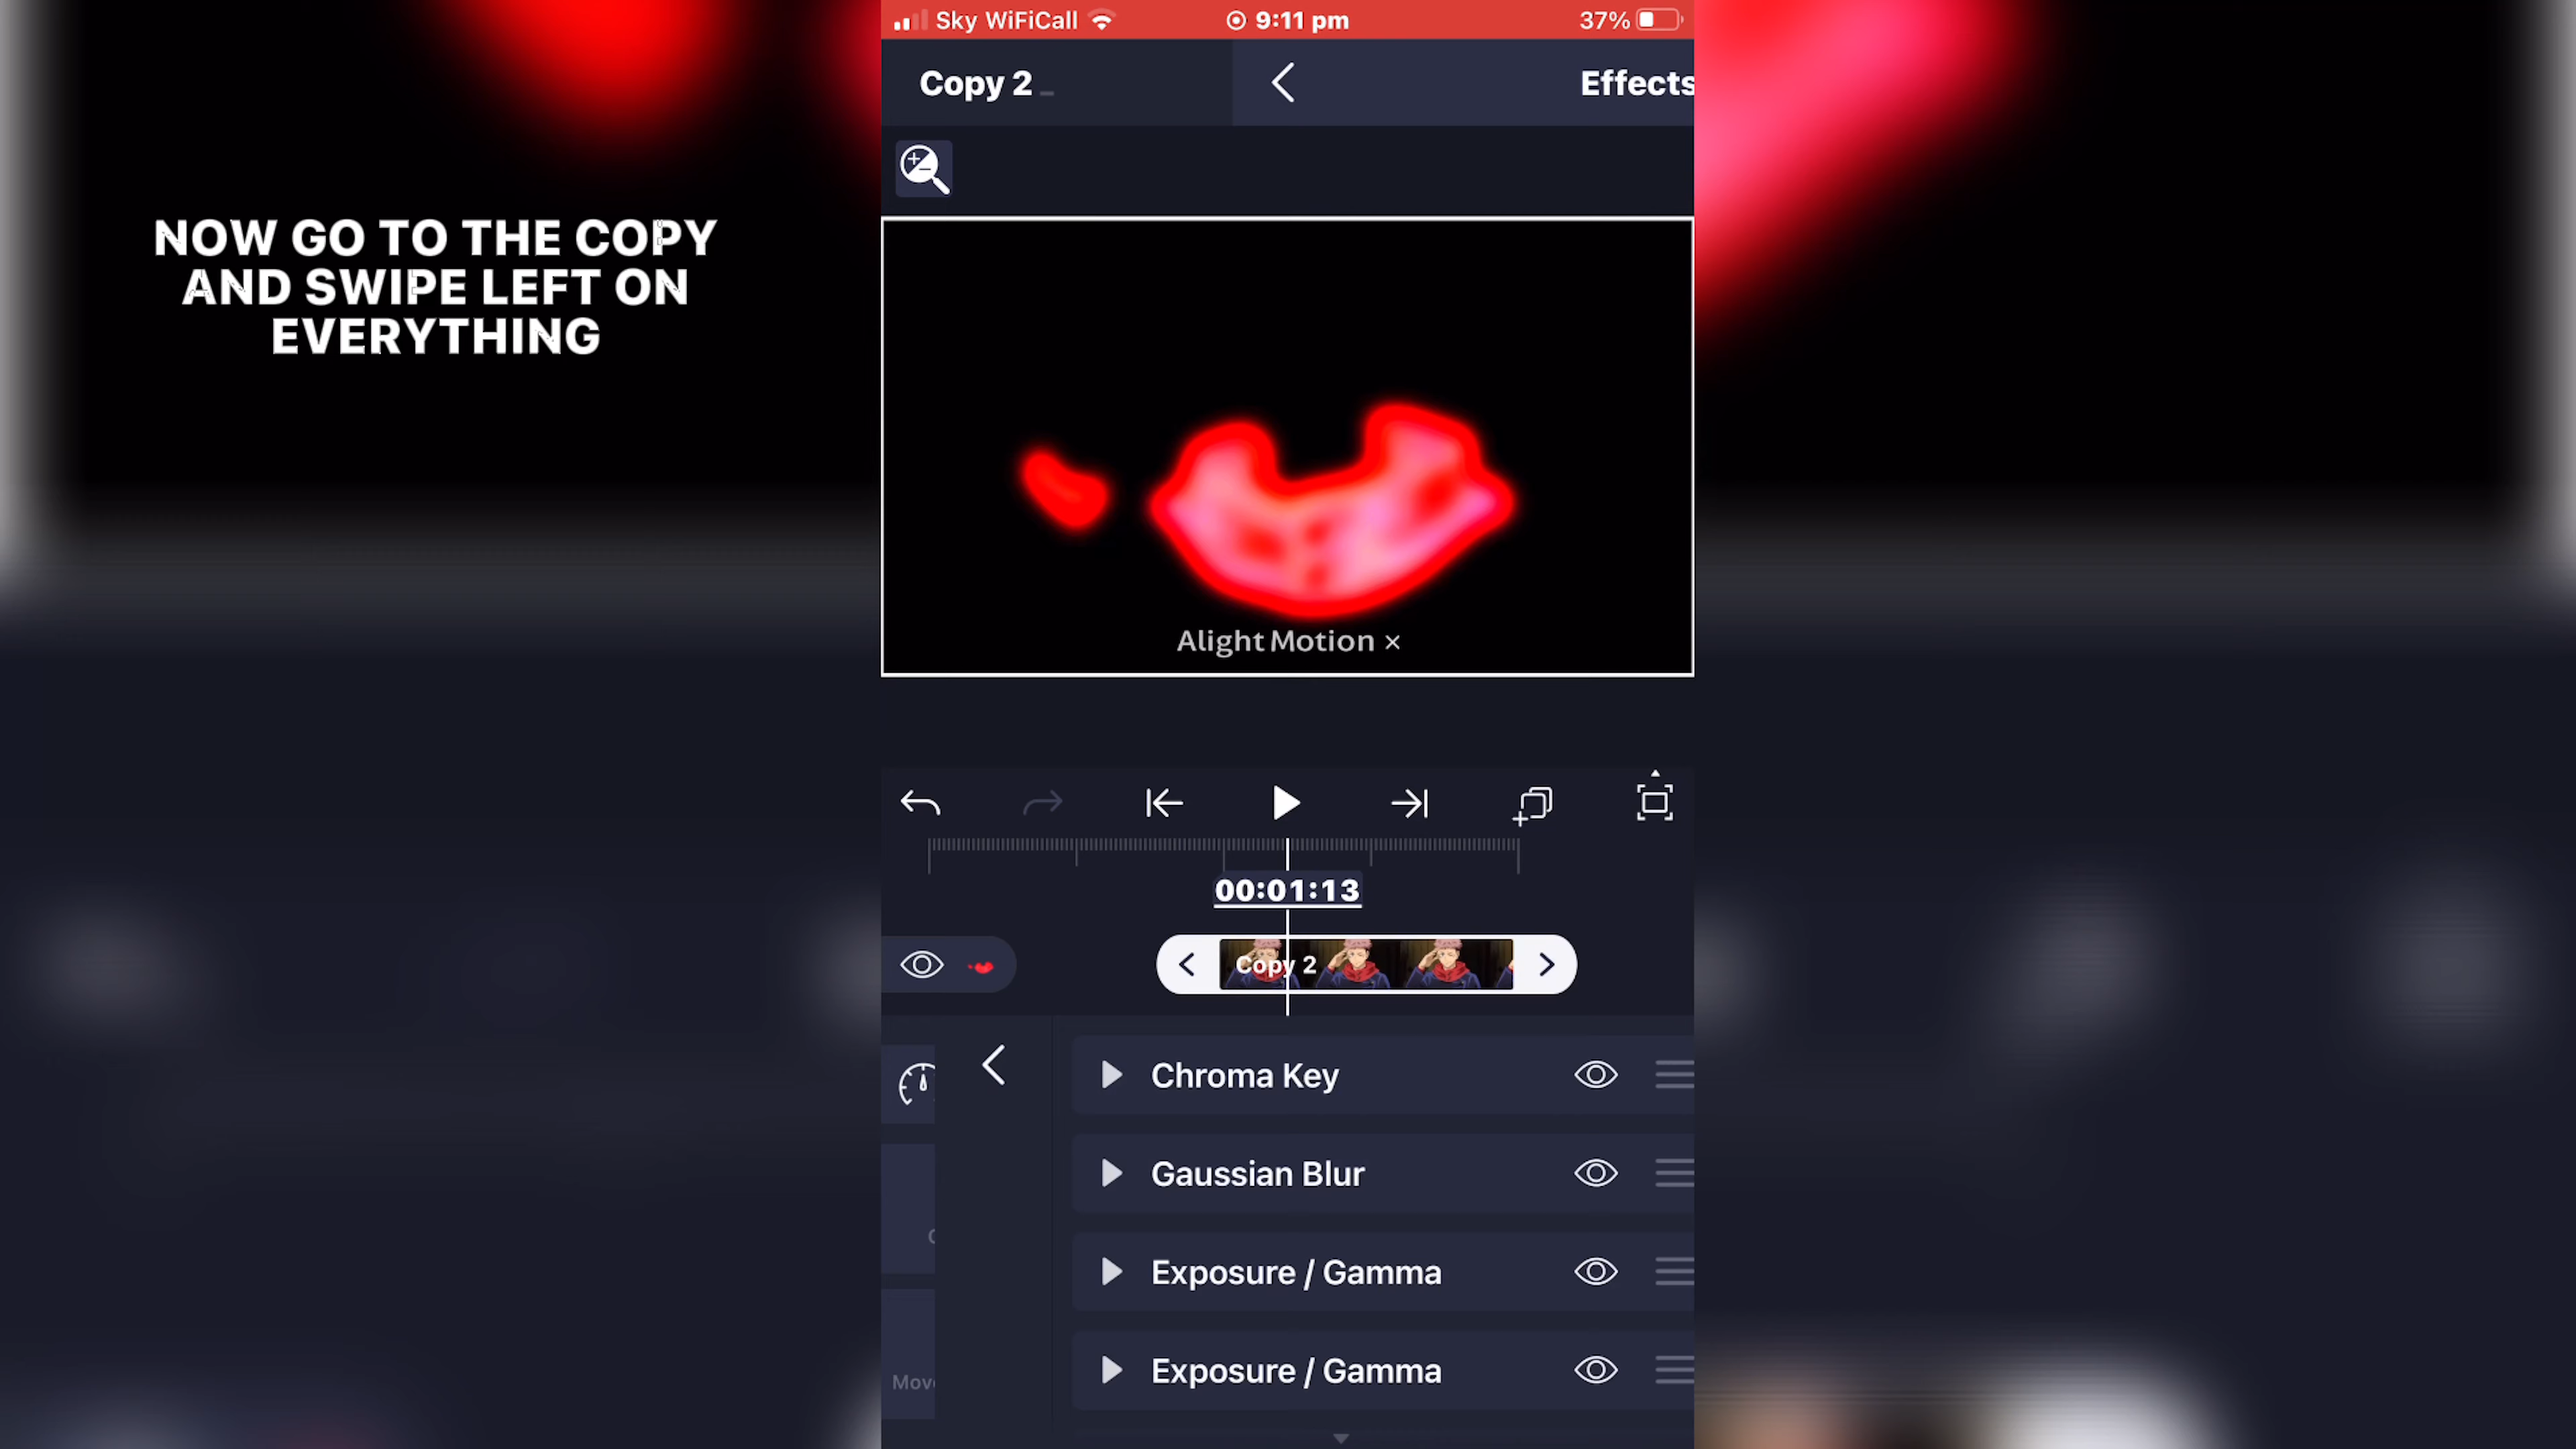 Sky WiFiCall
9:11 pm
37%
Copy 2
Effects
NOW GO TO THE COPY
AND SWIPE LEFT ON
EVERYTHING
Alight Motion ×
00:01:13
Copy 2
Chroma Key
Gaussian Blur
Exposure / Gamma
Exposure / Gamma